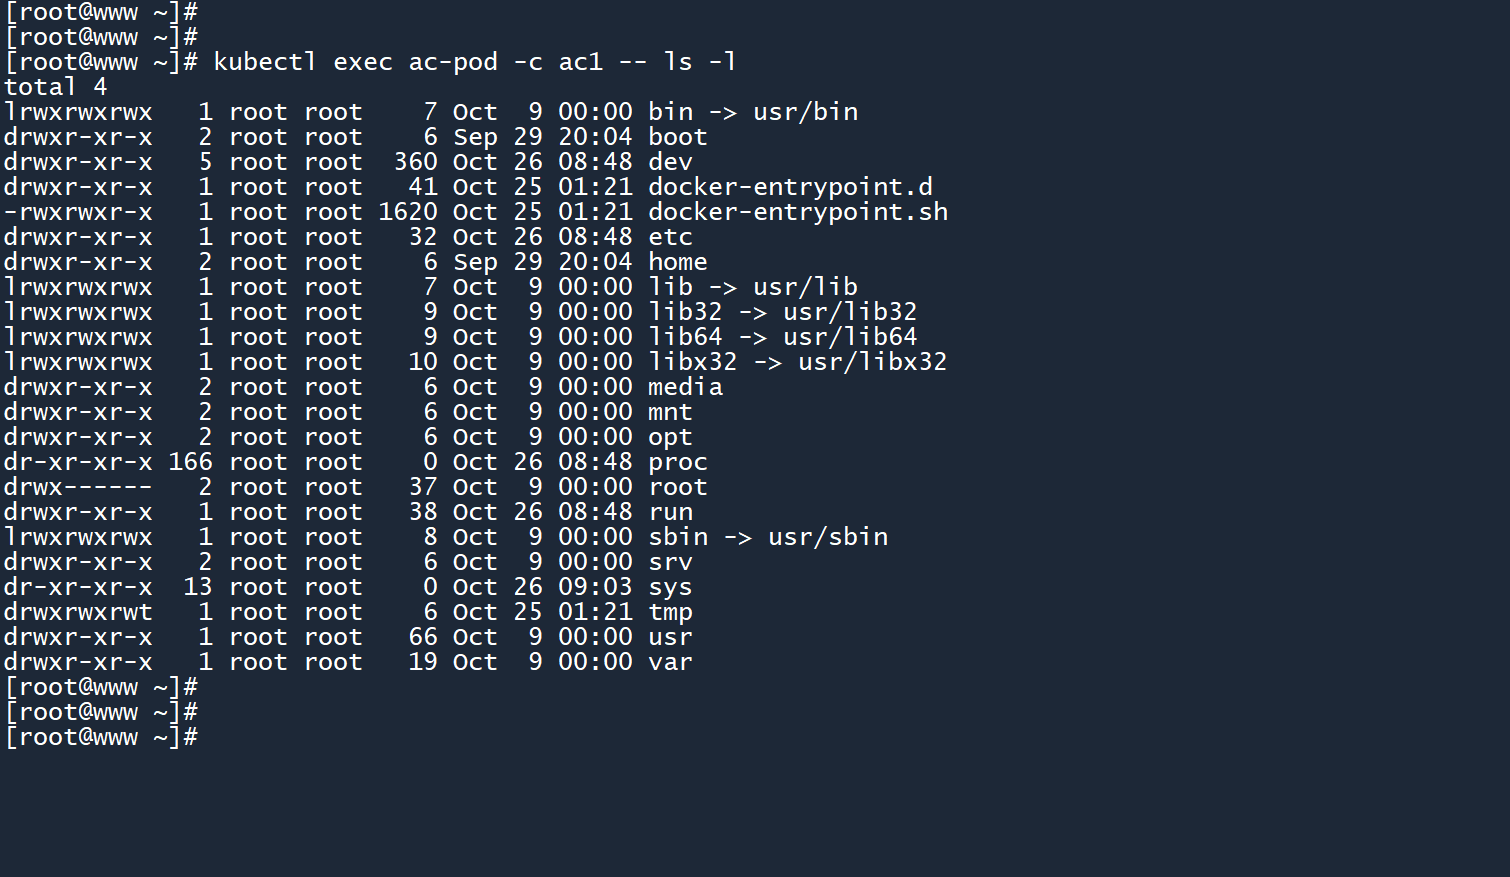 [root@www ~]#
[root@www ~]#
[root@www ~]# kubectl exec ac-pod -c ac1 -- ls -l
total 4
lrwxrwxrwx   1 root root    7 Oct  9 00:00 bin -> usr/bin
drwxr-xr-x   2 root root    6 Sep 29 20:04 boot
drwxr-xr-x   5 root root  360 Oct 26 08:48 dev
drwxr-xr-x   1 root root   41 Oct 25 01:21 docker-entrypoint.d
-rwxrwxr-x   1 root root 1620 Oct 25 01:21 docker-entrypoint.sh
drwxr-xr-x   1 root root   32 Oct 26 08:48 etc
drwxr-xr-x   2 root root    6 Sep 29 20:04 home
lrwxrwxrwx   1 root root    7 Oct  9 00:00 lib -> usr/lib
lrwxrwxrwx   1 root root    9 Oct  9 00:00 lib32 -> usr/lib32
lrwxrwxrwx   1 root root    9 Oct  9 00:00 lib64 -> usr/lib64
lrwxrwxrwx   1 root root   10 Oct  9 00:00 libx32 -> usr/libx32
drwxr-xr-x   2 root root    6 Oct  9 00:00 media
drwxr-xr-x   2 root root    6 Oct  9 00:00 mnt
drwxr-xr-x   2 root root    6 Oct  9 00:00 opt
dr-xr-xr-x 166 root root    0 Oct 26 08:48 proc
drwx------   2 root root   37 Oct  9 00:00 root
drwxr-xr-x   1 root root   38 Oct 26 08:48 run
lrwxrwxrwx   1 root root    8 Oct  9 00:00 sbin -> usr/sbin
drwxr-xr-x   2 root root    6 Oct  9 00:00 srv
dr-xr-xr-x  13 root root    0 Oct 26 09:03 sys
drwxrwxrwt   1 root root    6 Oct 25 01:21 tmp
drwxr-xr-x   1 root root   66 Oct  9 00:00 usr
drwxr-xr-x   1 root root   19 Oct  9 00:00 var
[root@www ~]#
[root@www ~]#
[root@www ~]#